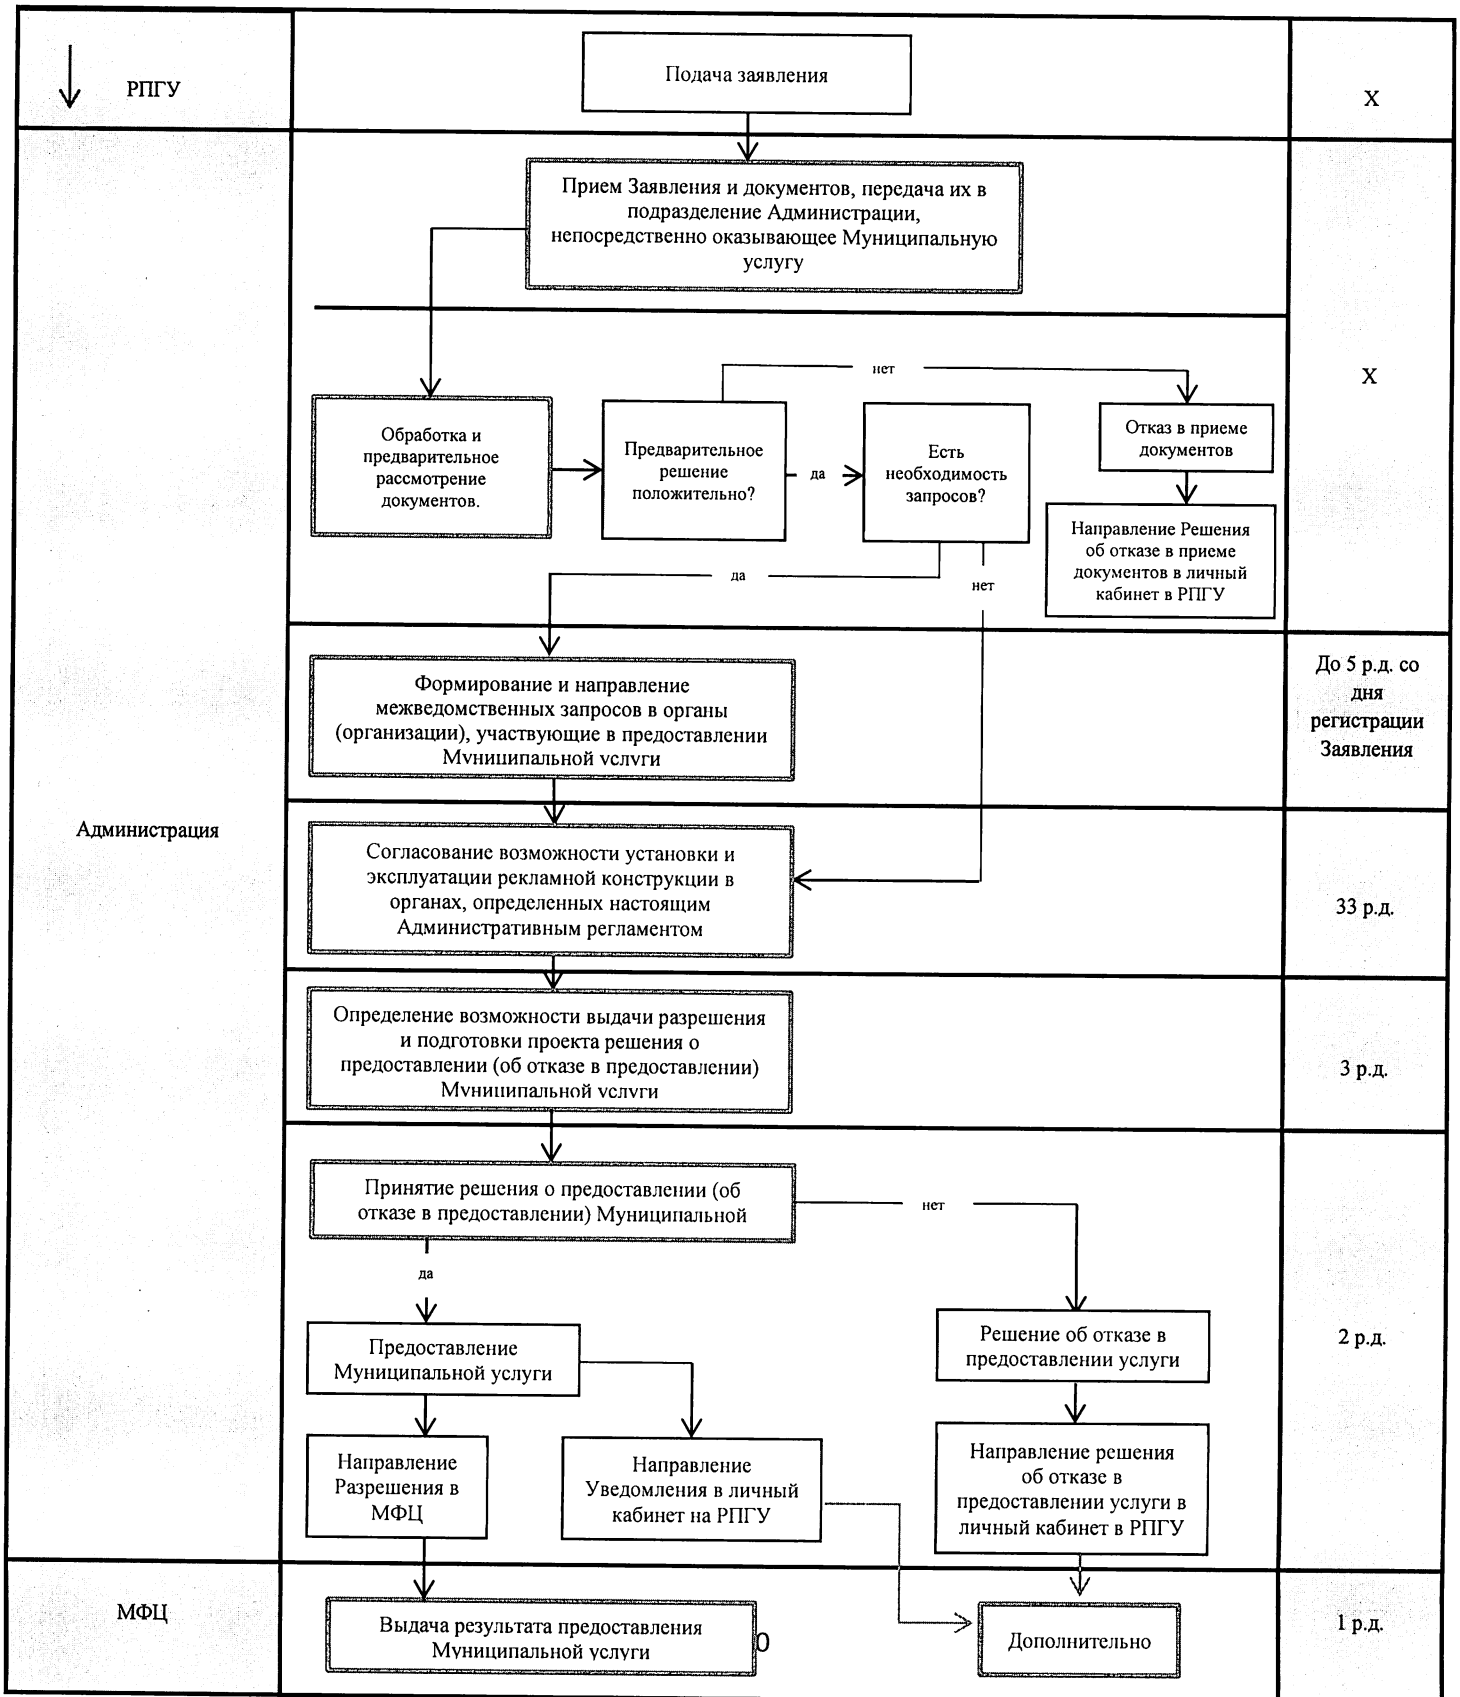 РПГУ
Подача заявления
X
Прием Заявления и документов, передача их в
подразделение Администрации,
непосредственно оказывающее Муниципальную
услугу
X
нет
Обработка и
предварительное
рассмотрение
документов.
Предварительное
решение
положительно?
да
Есть
необходимость
запросов?
Отказ в приеме
документов
Направление Решения
об отказе в приеме
документов в личный
кабинет в РПГУ
да
нет
Формирование и направление
межведомственных запросов в органы
(организации), участвующие в предоставлении
Муниципальной услуги
До 5 р.д. со
дня
регистрации
Заявления
Администрация
Согласование возможности установки и
эксплуатации рекламной конструкции в
органах, определенных настоящим
Административным регламентом
33 р.д.
Определение возможности выдачи разрешения
и подготовки проекта решения о
предоставлении (об отказе в предоставлении)
Муниципальной услуги
3 р.д.
Принятие решения о предоставлении (об
отказе в предоставлении) Муниципальной
нет
да
Предоставление
Муниципальной услуги
Решение об отказе в
предоставлении услуги
2 р.д.
Направление
Разрешения в
МФЦ
Направление
Уведомления в личный
кабинет на РПГУ
Направление решения
об отказе в
предоставлении услуги в
личный кабинет в РПГУ
МФЦ
Выдача результата предоставления
Муниципальной услуги
0
Дополнительно
1 р.д.